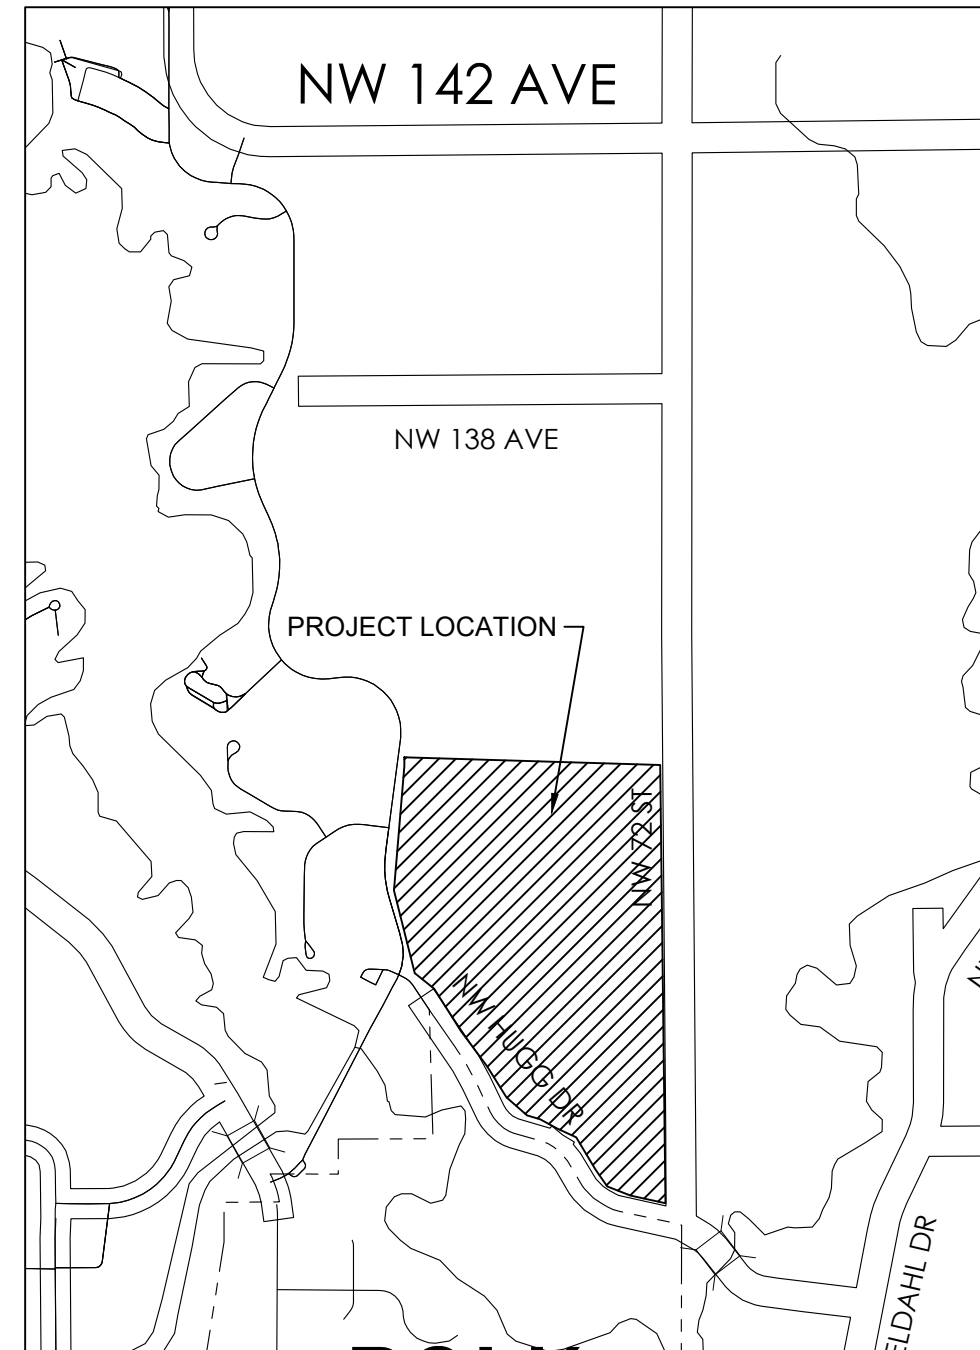 NW 142 AVE
NW 138 AVE
PROJECT LOCATION
NW 72 ST
NW HUGG DR
ELDAHL DR